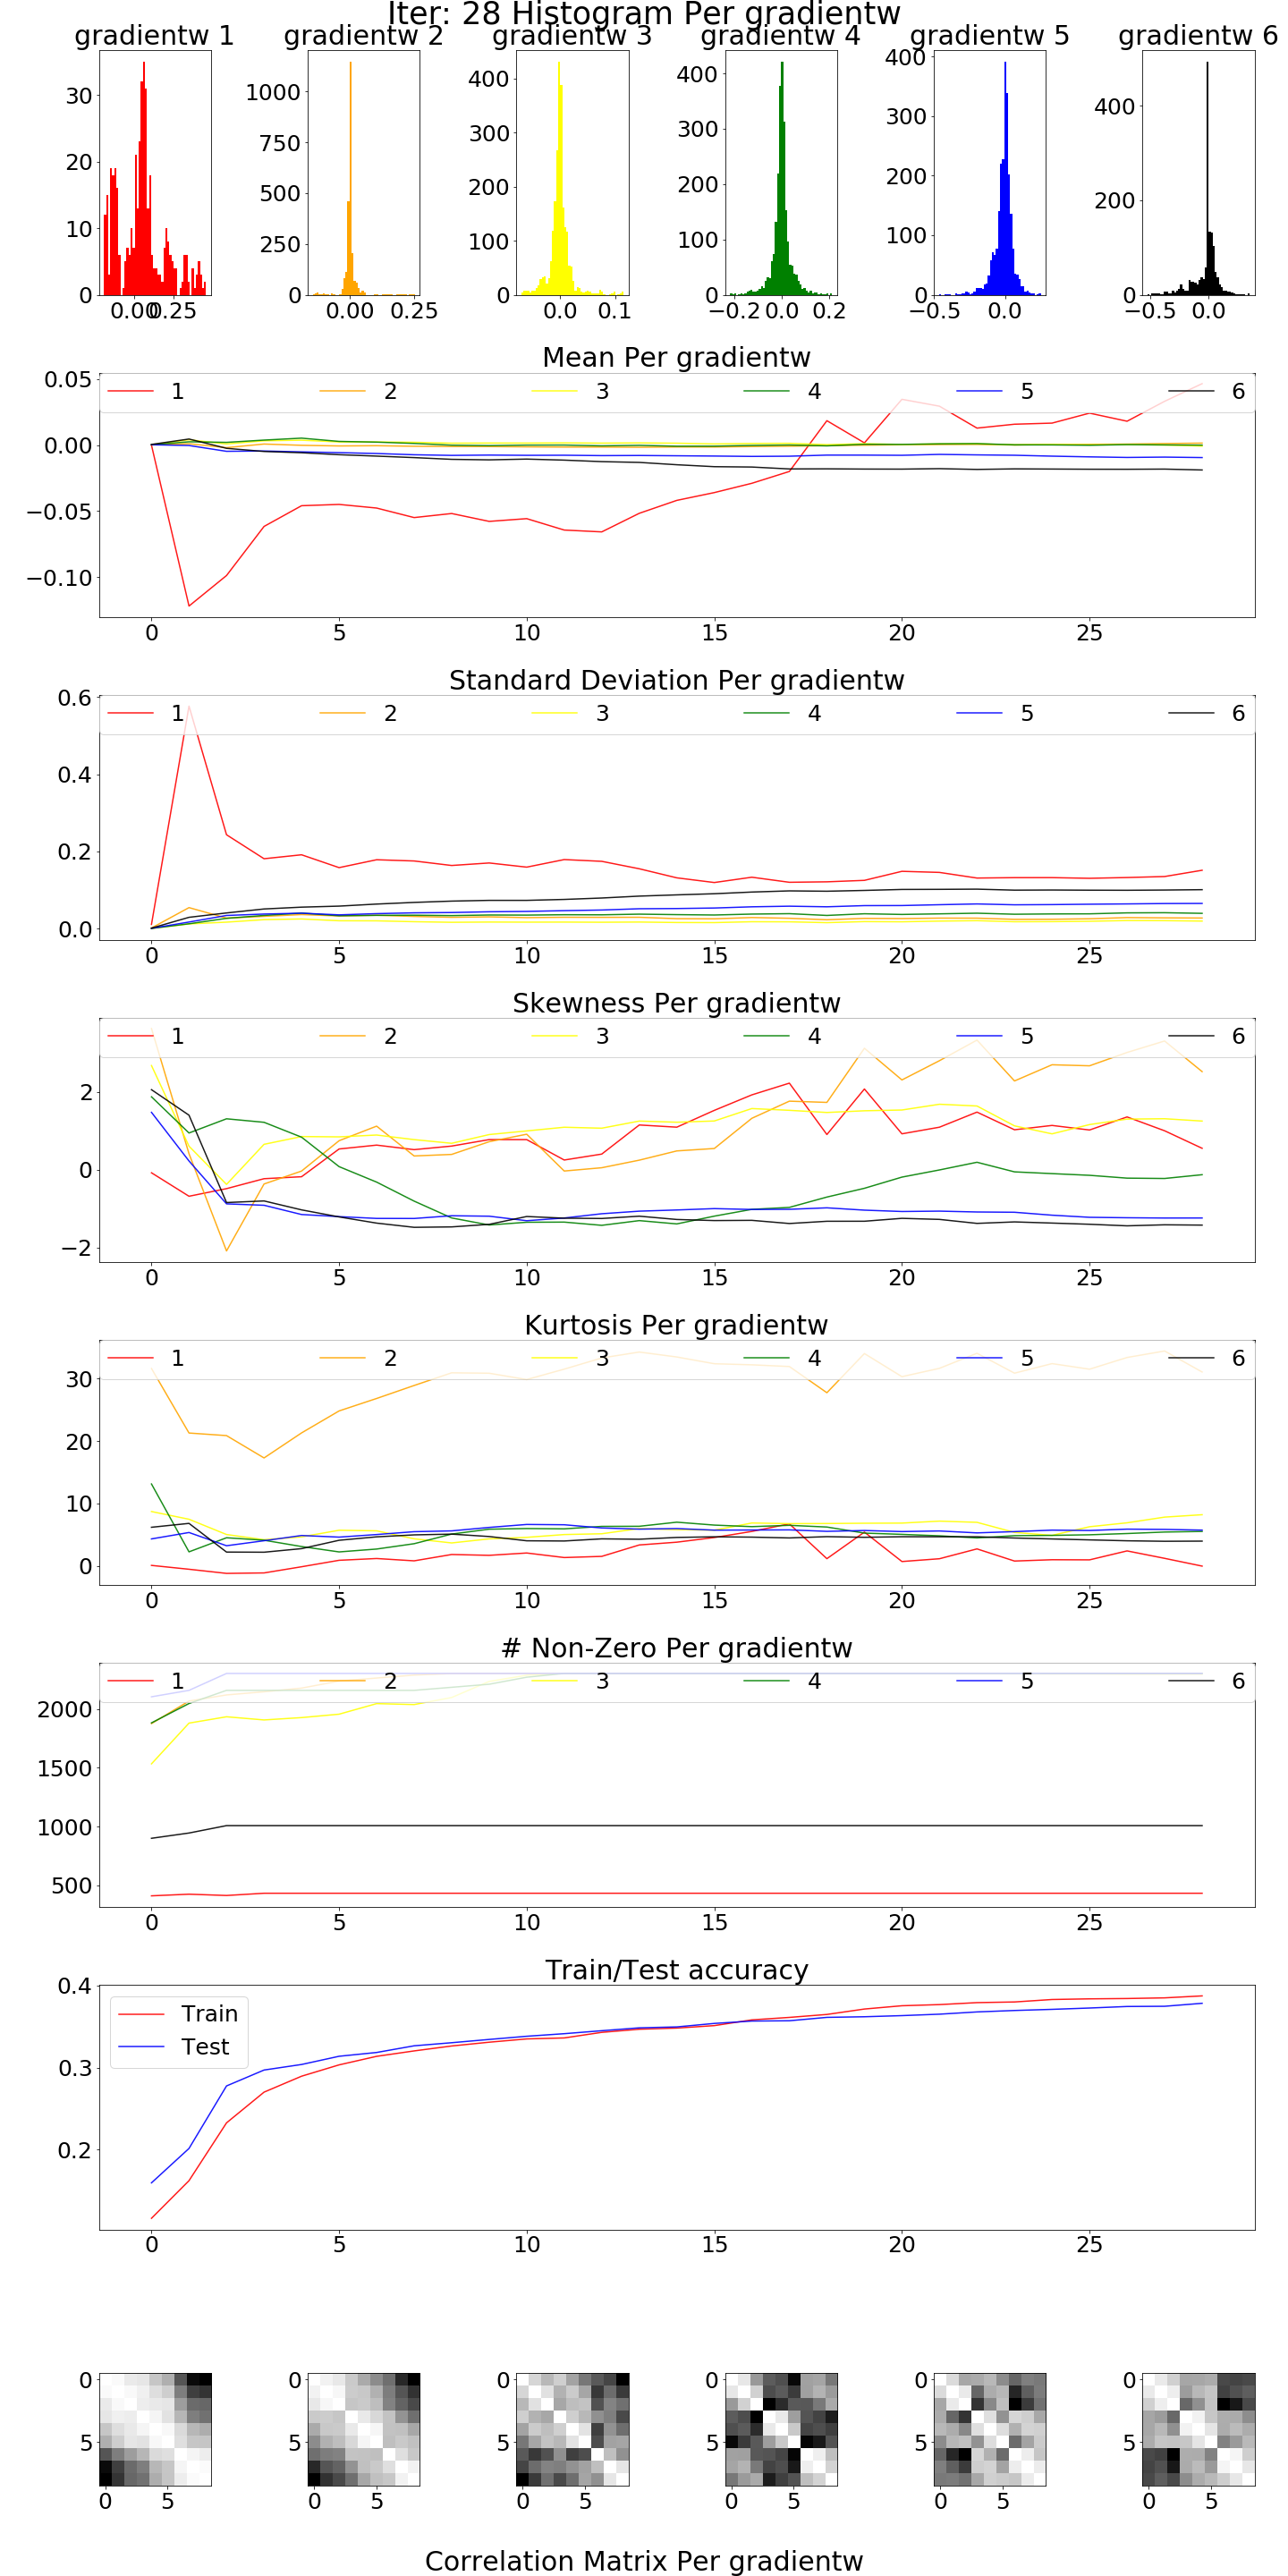 Iter: 28 Histogram Per gradientw
gradientw 1 gradientw 2 gradientw 3 gradientw 4 gradientw 5 gradientw 6
30
20
10
0
0.00 0.25
1000
750
500
250
0
0.00 0.25
400
300
200
100
0
0.0 0.1
400
300
200
100
0
−0.2 0.0 0.2
400
300
200
100
0
−0.5 0.0
400
200
0
−0.5 0.0
Mean Per gradientw
1 2 3 4 5 6
0.05
0.00
−0.05
−0.10
0 5 10 15 20 25
Standard Deviation Per gradientw
1 2 3 4 5 6
0.6
0.4
0.2
0.0
0 5 10 15 20 25
Skewness Per gradientw
1 2 3 4 5 6
2
0
−2
0 5 10 15 20 25
Kurtosis Per gradientw
1 2 3 4 5 6
30
20
10
0
0 5 10 15 20 25
# Non-Zero Per gradientw
1 2 3 4 5 6
2000
1500
1000
500
0 5 10 15 20 25
Train/Test accuracy
Train
Test
0.4
0.3
0.2
0 5 10 15 20 25
0 0 0 0 0 0
5 5 5 5 5 5
0 5 0 5 0 5 0 5 0 5 0 5
Correlation Matrix Per gradientw